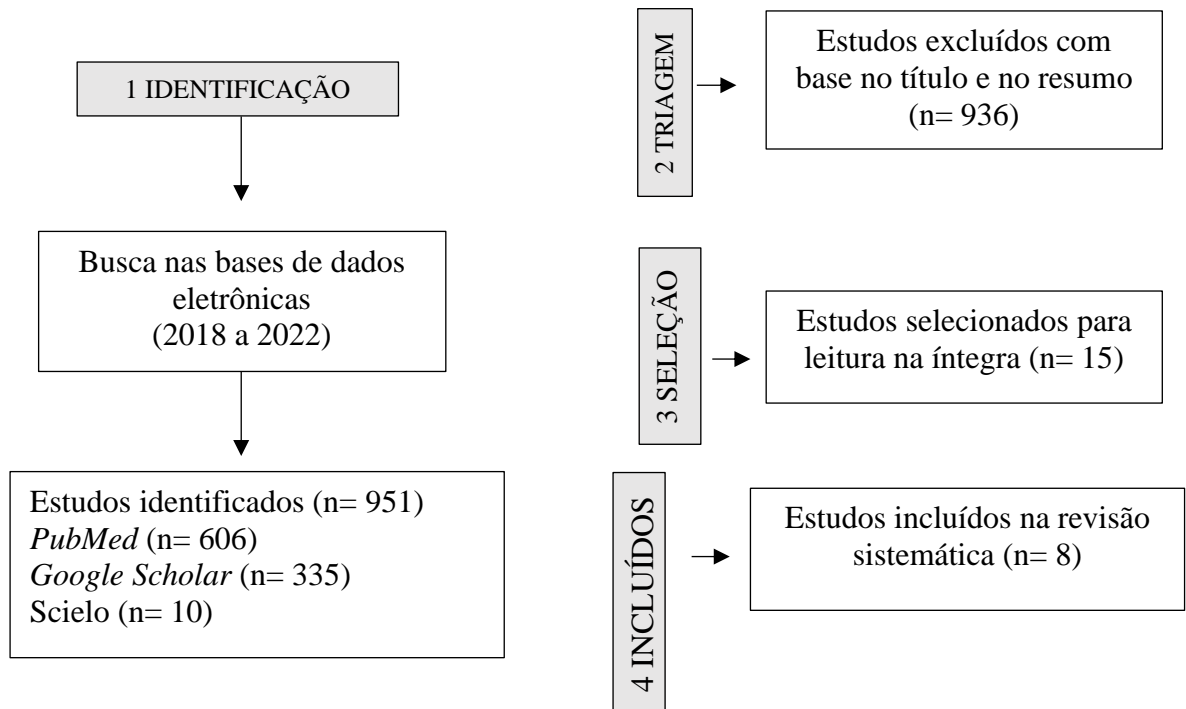 1 IDENTIFICAÇÃO
Busca nas bases de dados
eletrônicas
(2018 a 2022)
Estudos identificados (n= 951)
PubMed (n= 606)
Google Scholar (n= 335)
Scielo (n= 10)
2 TRIAGEM
Estudos excluídos com
base no título e no resumo
(n= 936)
3 SELEÇÃO
Estudos selecionados para
leitura na íntegra (n= 15)
4 INCLUÍDOS
Estudos incluídos na revisão
sistemática (n= 8)